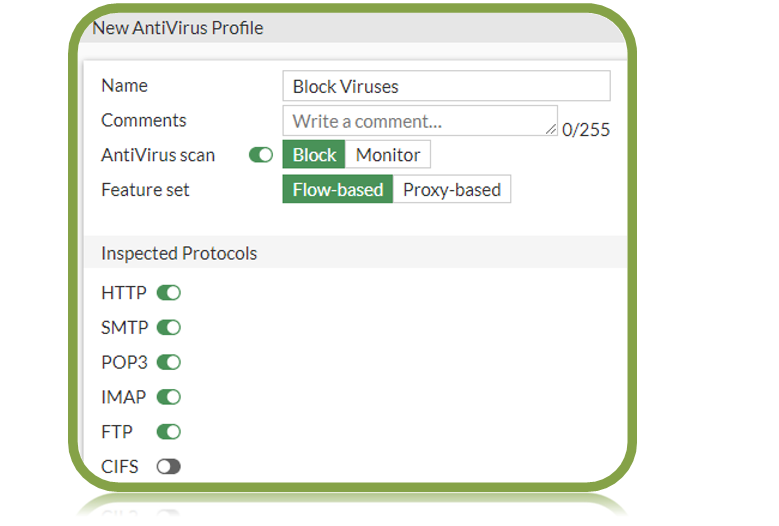 New AntiVirus Profile
Name Block Viruses
Comments Write a comment... 0/255
AntiVirus scan Block Monitor
Feature set Flow-based Proxy-based
Inspected Protocols
HTTP
SMTP
POP3
IMAP
FTP
CIFS